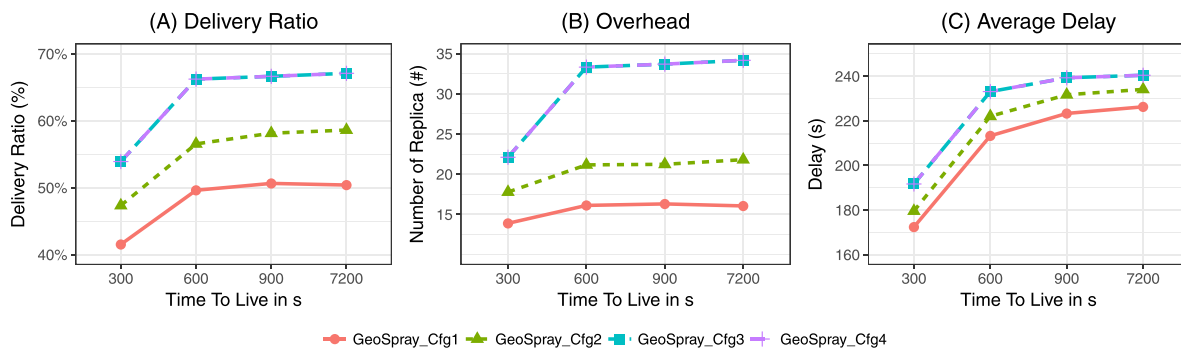 (A) Delivery Ratio
Delivery Ratio (%)
70%
60%
50%
40%
300 600 900 7200
Time To Live in s
(B) Overhead
Number of Replica (#)
35
30
25
20
15
300 600 900 7200
Time To Live in s
(C) Average Delay
Delay (s)
240
220
200
180
160
300 600 900 7200
Time To Live in s
GeoSpray_Cfg1 GeoSpray_Cfg2 GeoSpray_Cfg3 GeoSpray_Cfg4